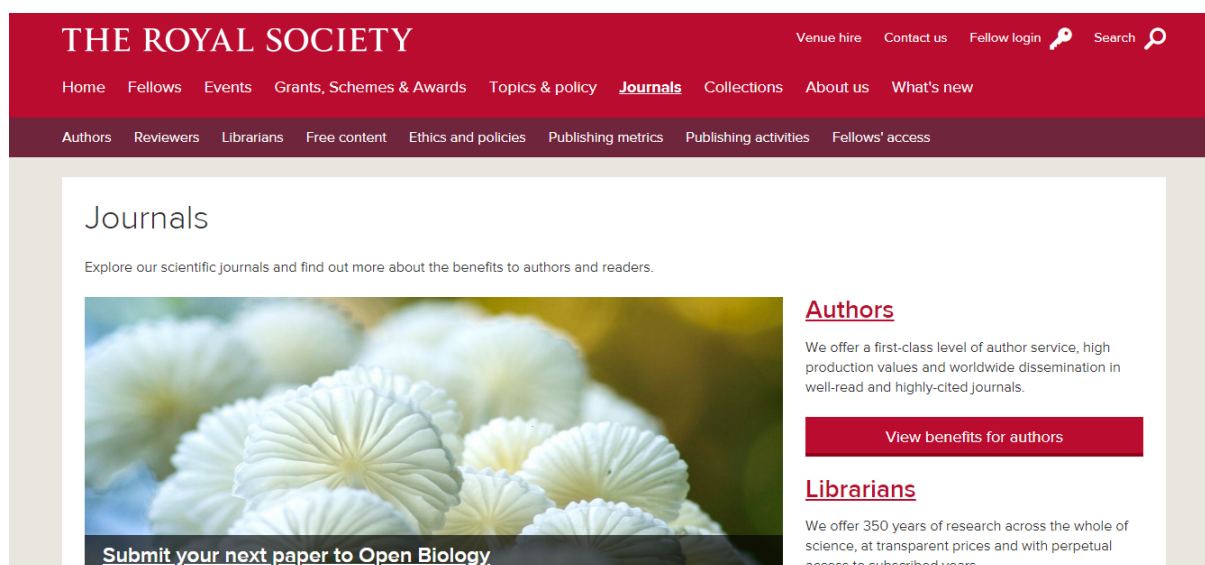 THE ROYAL SOCIETY
Venue hire Contact us Fellow login Search
Home Fellows Events Grants, Schemes & Awards Topics & policy Journals Collections About us What's new
Authors Reviewers Librarians Free content Ethics and policies Publishing metrics Publishing activities Fellows' access
Journals
Explore our scientific journals and find out more about the benefits to authors and readers.
Submit your next paper to Open Biology
Authors
We offer a first-class level of author service, high
production values and worldwide dissemination in
well-read and highly-cited journals.
View benefits for authors
Librarians
We offer 350 years of research across the whole of
science, at transparent prices and with perpetual
access to subscribed years